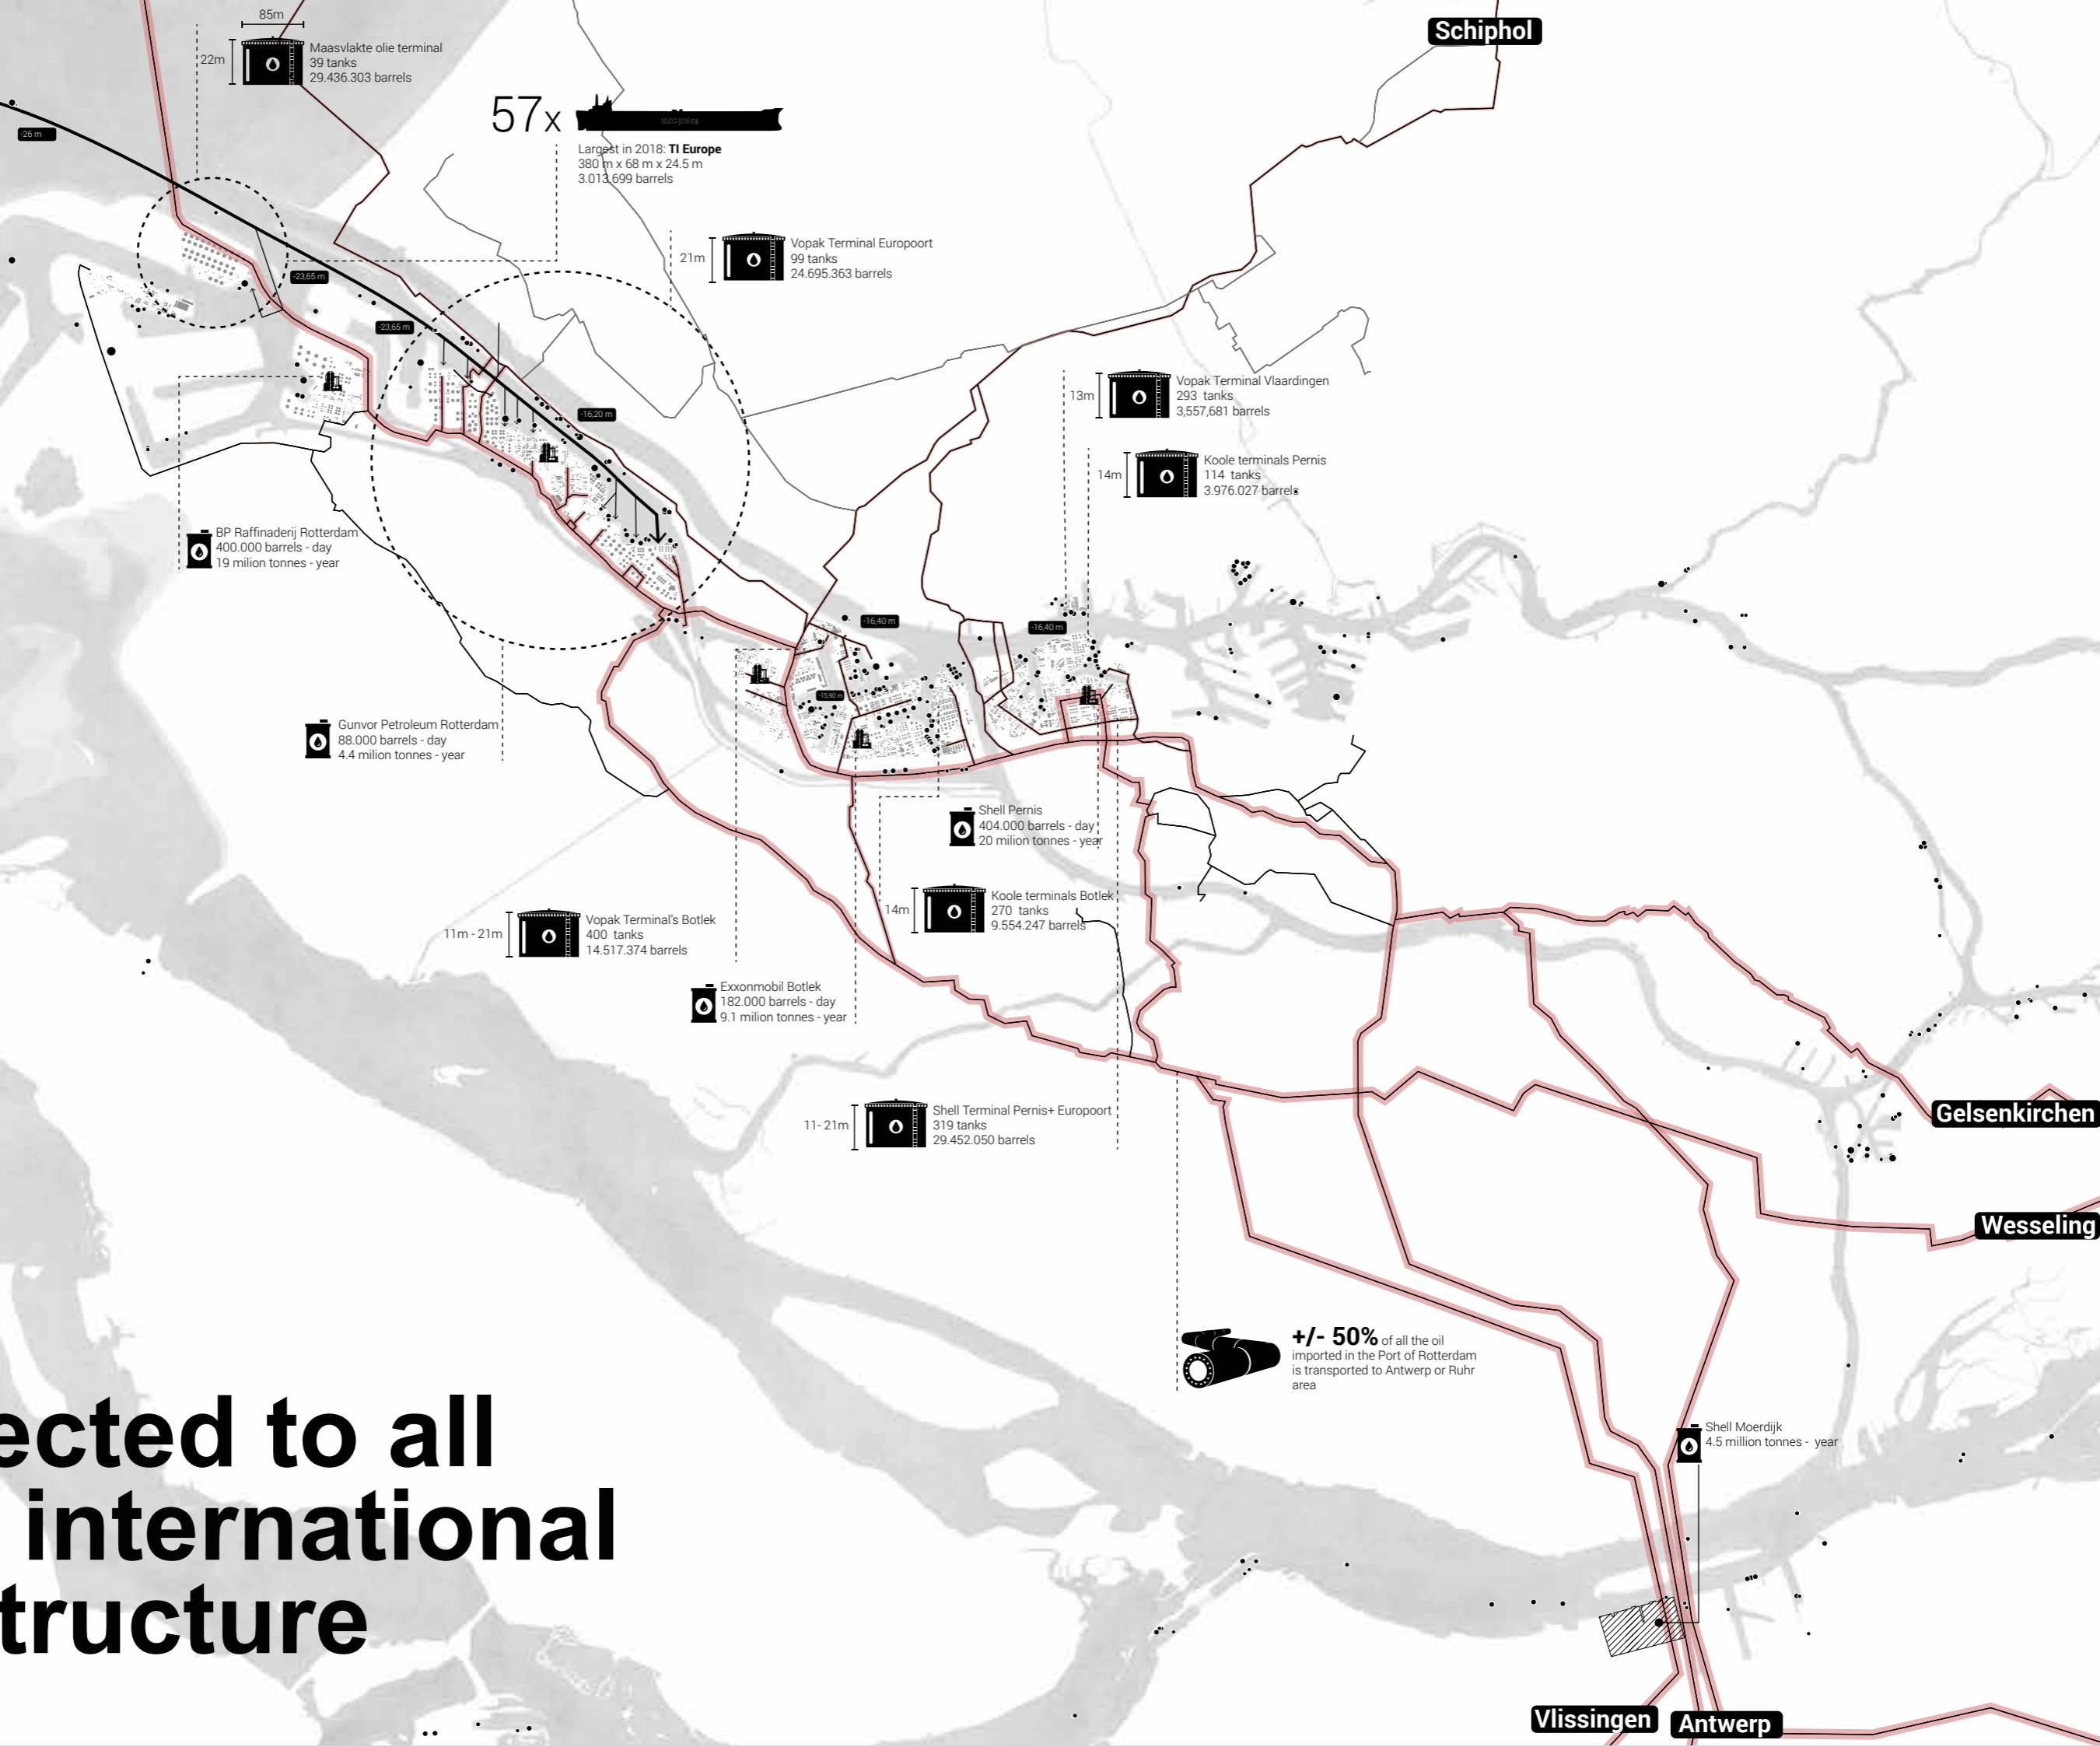 85m
22m
Maasvlakte olie terminal
39 tanks
29.436.303 barrels
Schiphol
-26 m
57x
Largest in 2018: TI Europe
380 m x 68 m x 24.5 m
3.013,699 barrels
21m
Vopak Terminal Europoort
99 tanks
24.695.363 barrels
-23,65 m
-23,65 m
-16,20 m
13m
Vopak Terminal Vlaardingen
293 tanks
3,557,681 barrels
14m
Koole terminals Pernis
114 tanks
3.976.027 barrels
BP Raffinaderij Rotterdam
400.000 barrels - day
19 milion tonnes - year
-16,40 m
-16,40 m
-15,90 m
Gunvor Petroleum Rotterdam
88.000 barrels - day
4.4 milion tonnes - year
Shell Pernis
404.000 barrels - day
20 milion tonnes - year
14m
Koole terminals Botlek
270 tanks
9.554.247 barrels
11m - 21m
Vopak Terminal's Botlek
400 tanks
14.517.374 barrels
Exxonmobil Botlek
182.000 barrels - day
9.1 milion tonnes - year
11- 21m
Shell Terminal Pernis+ Europoort
319 tanks
29.452.050 barrels
Gelsenkirchen
Wesseling
+/- 50% of all the oil
imported in the Port of Rotterdam
is transported to Antwerp or Ruhr
area
Shell Moerdijk
4.5 million tonnes - year
ected to all
international
tructure
Vlissingen
Antwerp